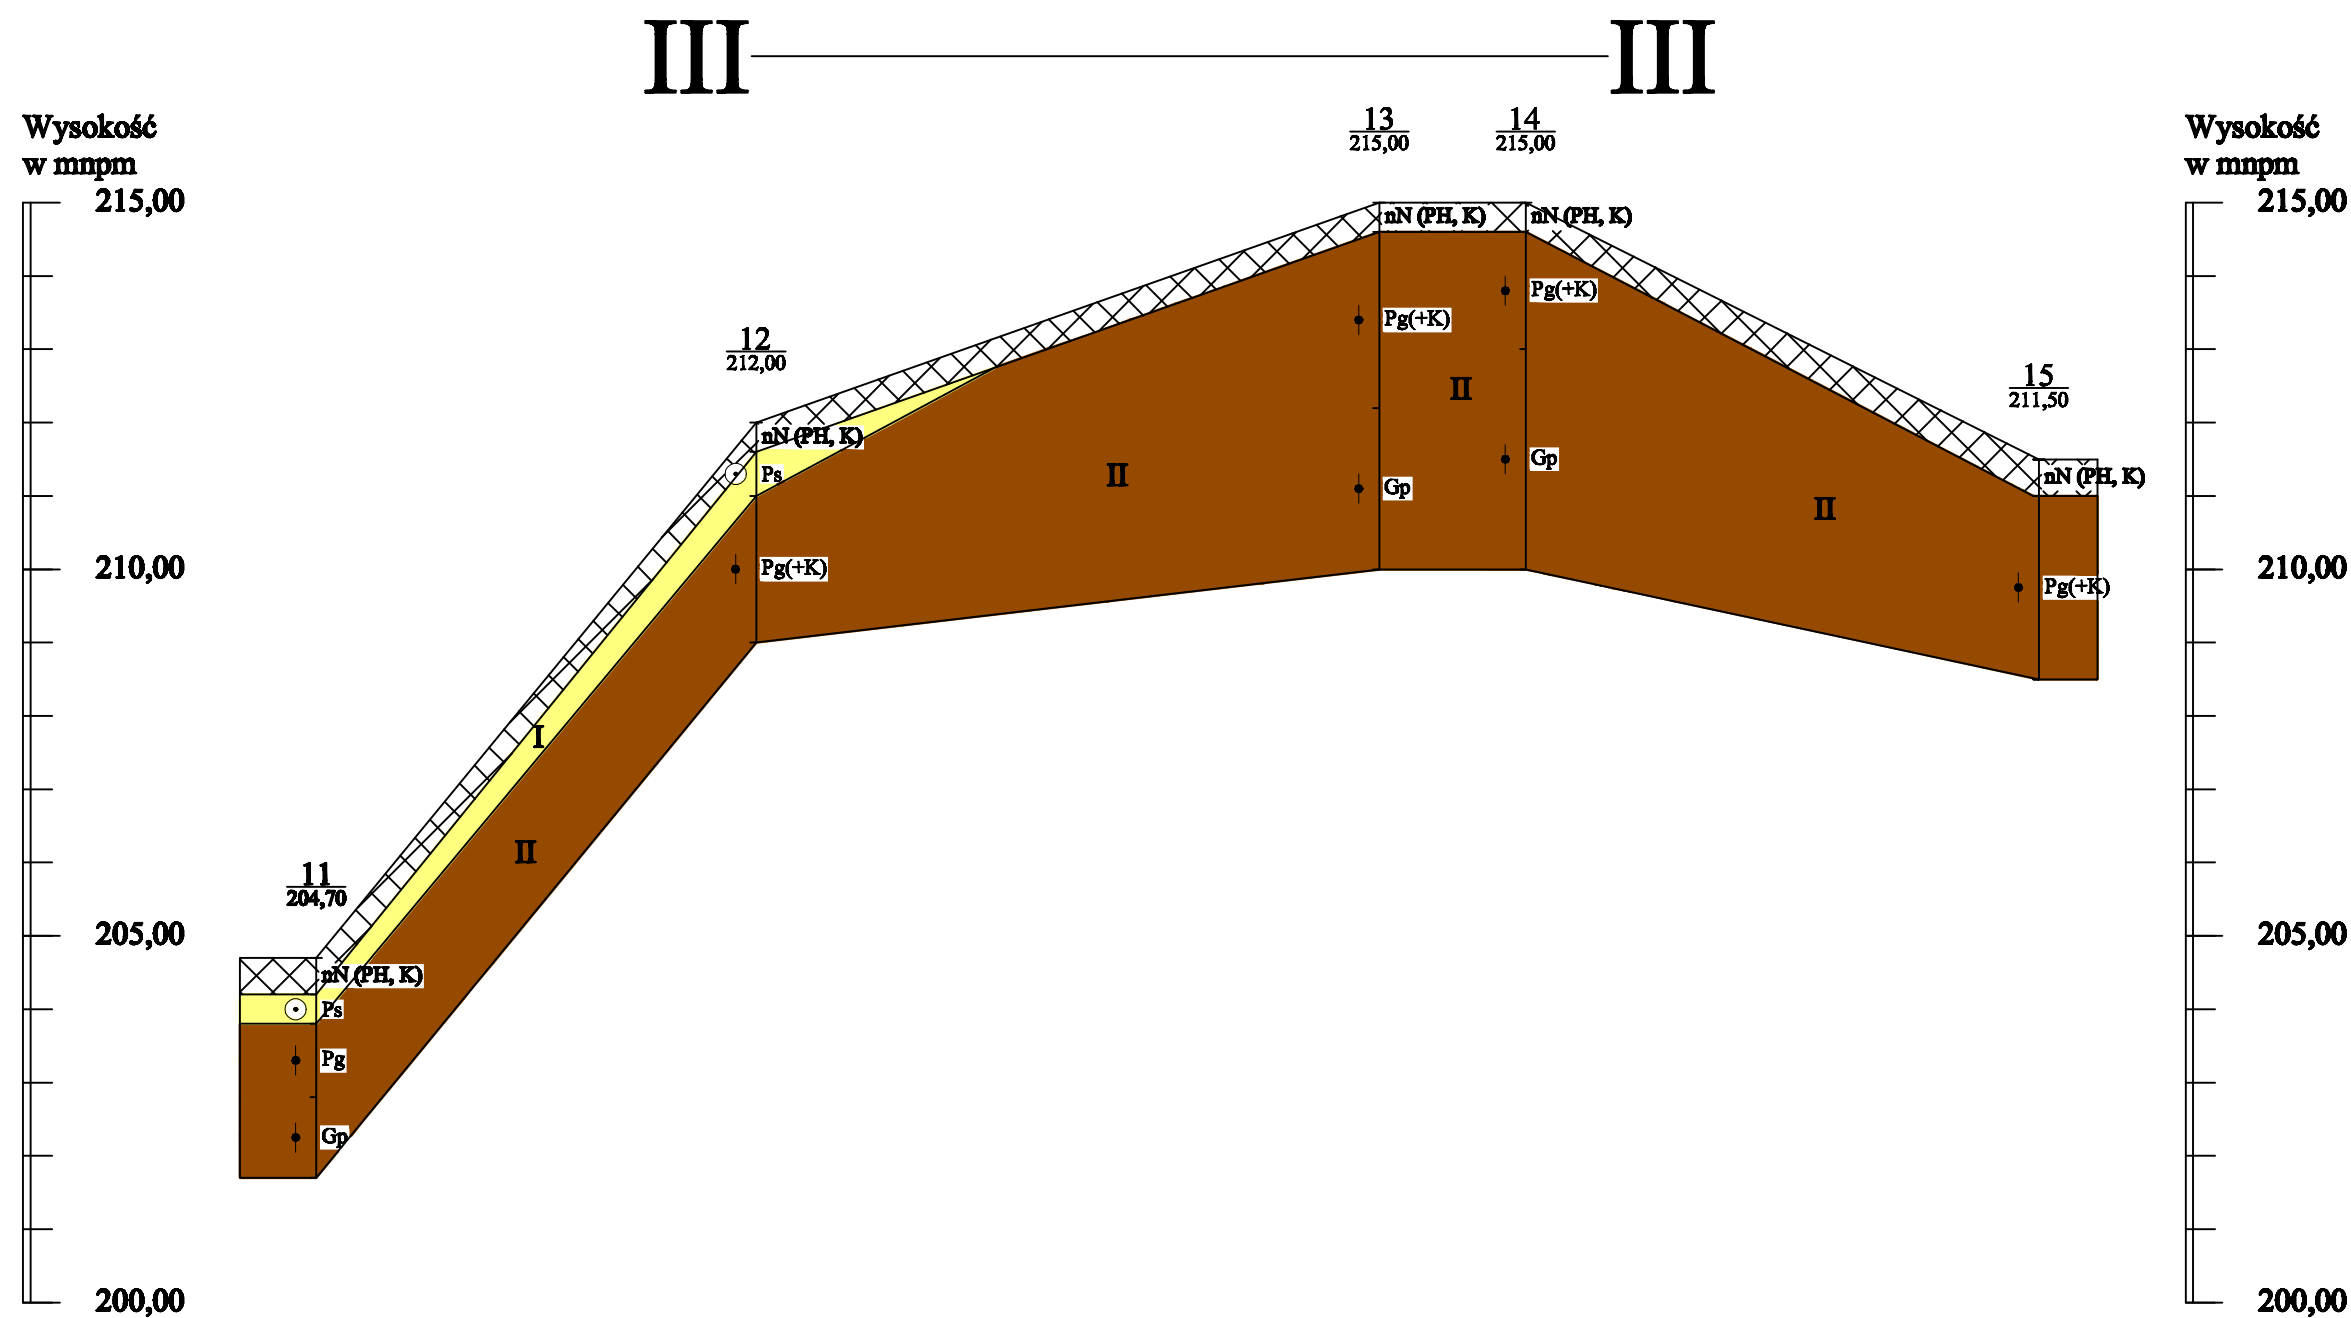 III III
13
215,00
14
215,00
Wysokość
w mnpm
Wysokość
w mnpm
215,00
215,00
nN (PH, K)
nN (PH, K)
Pg(+K)
Pg(+K)
12
212,00
15
211,50
II
nN (PH, K)
Ps
II
Gp
Gp
nN (PH, K)
II
210,00
Pg(+K)
Pg(+K)
210,00
I
II
11
204,70
205,00
205,00
nN (PH, K)
Ps
Pg
Gp
200,00
200,00